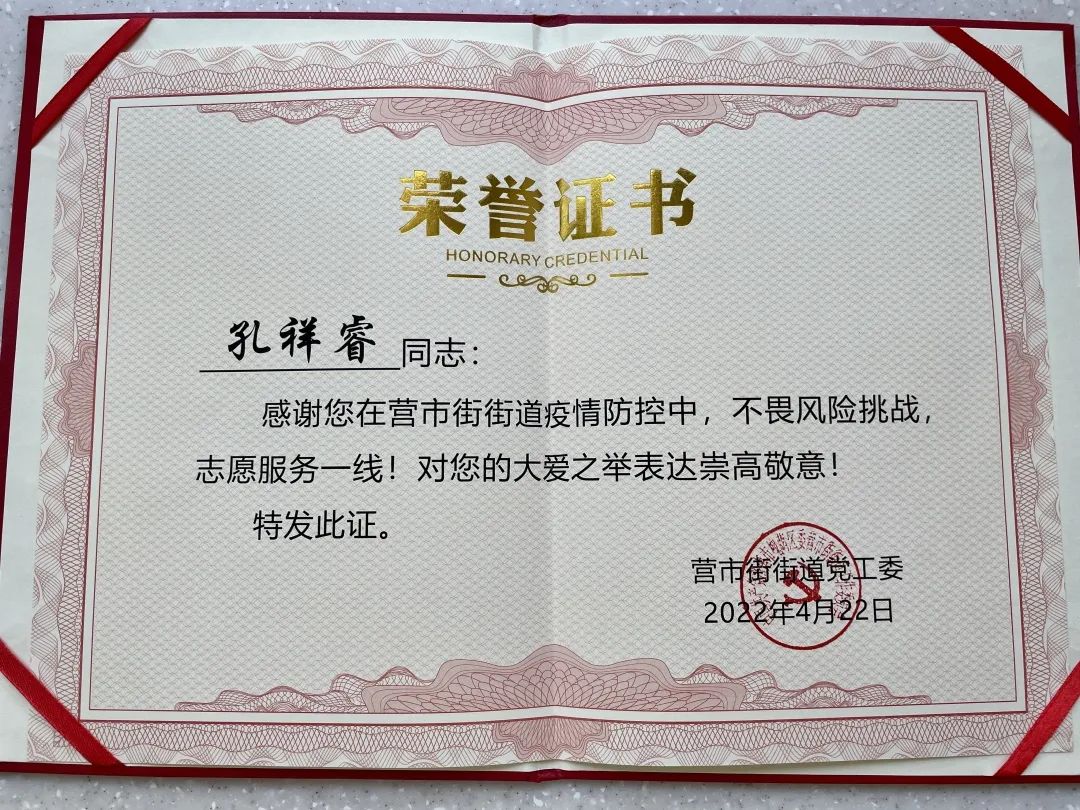 荣誉证书
HONORARY CREDENTIAL
孔祥睿同志：
感谢您在营市街街道疫情防控中，不畏风险挑战，
志愿服务一线！对您的大爱之举表达崇高敬意！
特发此证。
营市街街道党工委
2022年4月22日